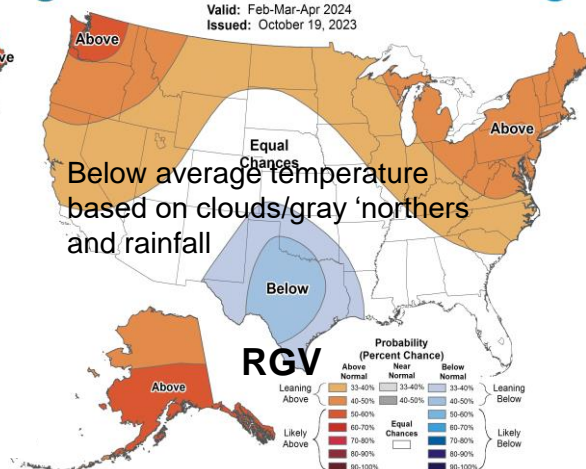 Valid: Feb-Mar-Apr 2024
Issued: October 19, 2023
Above
ve
Equal
Chances
Above
Below average temperature
based on clouds/gray ‘northers
and rainfall
Below
RGV
Above
Probability
(Percent Chance)
Above Normal
Near Normal
Below Normal
Leaning Above
33-40%
33-40%
33-40%
Leaning Below
40-50%
40-50%
40-50%
Likely Above
50-60%
Equal Chances
50-60%
Likely Below
60-70%
60-70%
70-80%
70-80%
80-90%
80-90%
90-100%
90-100%